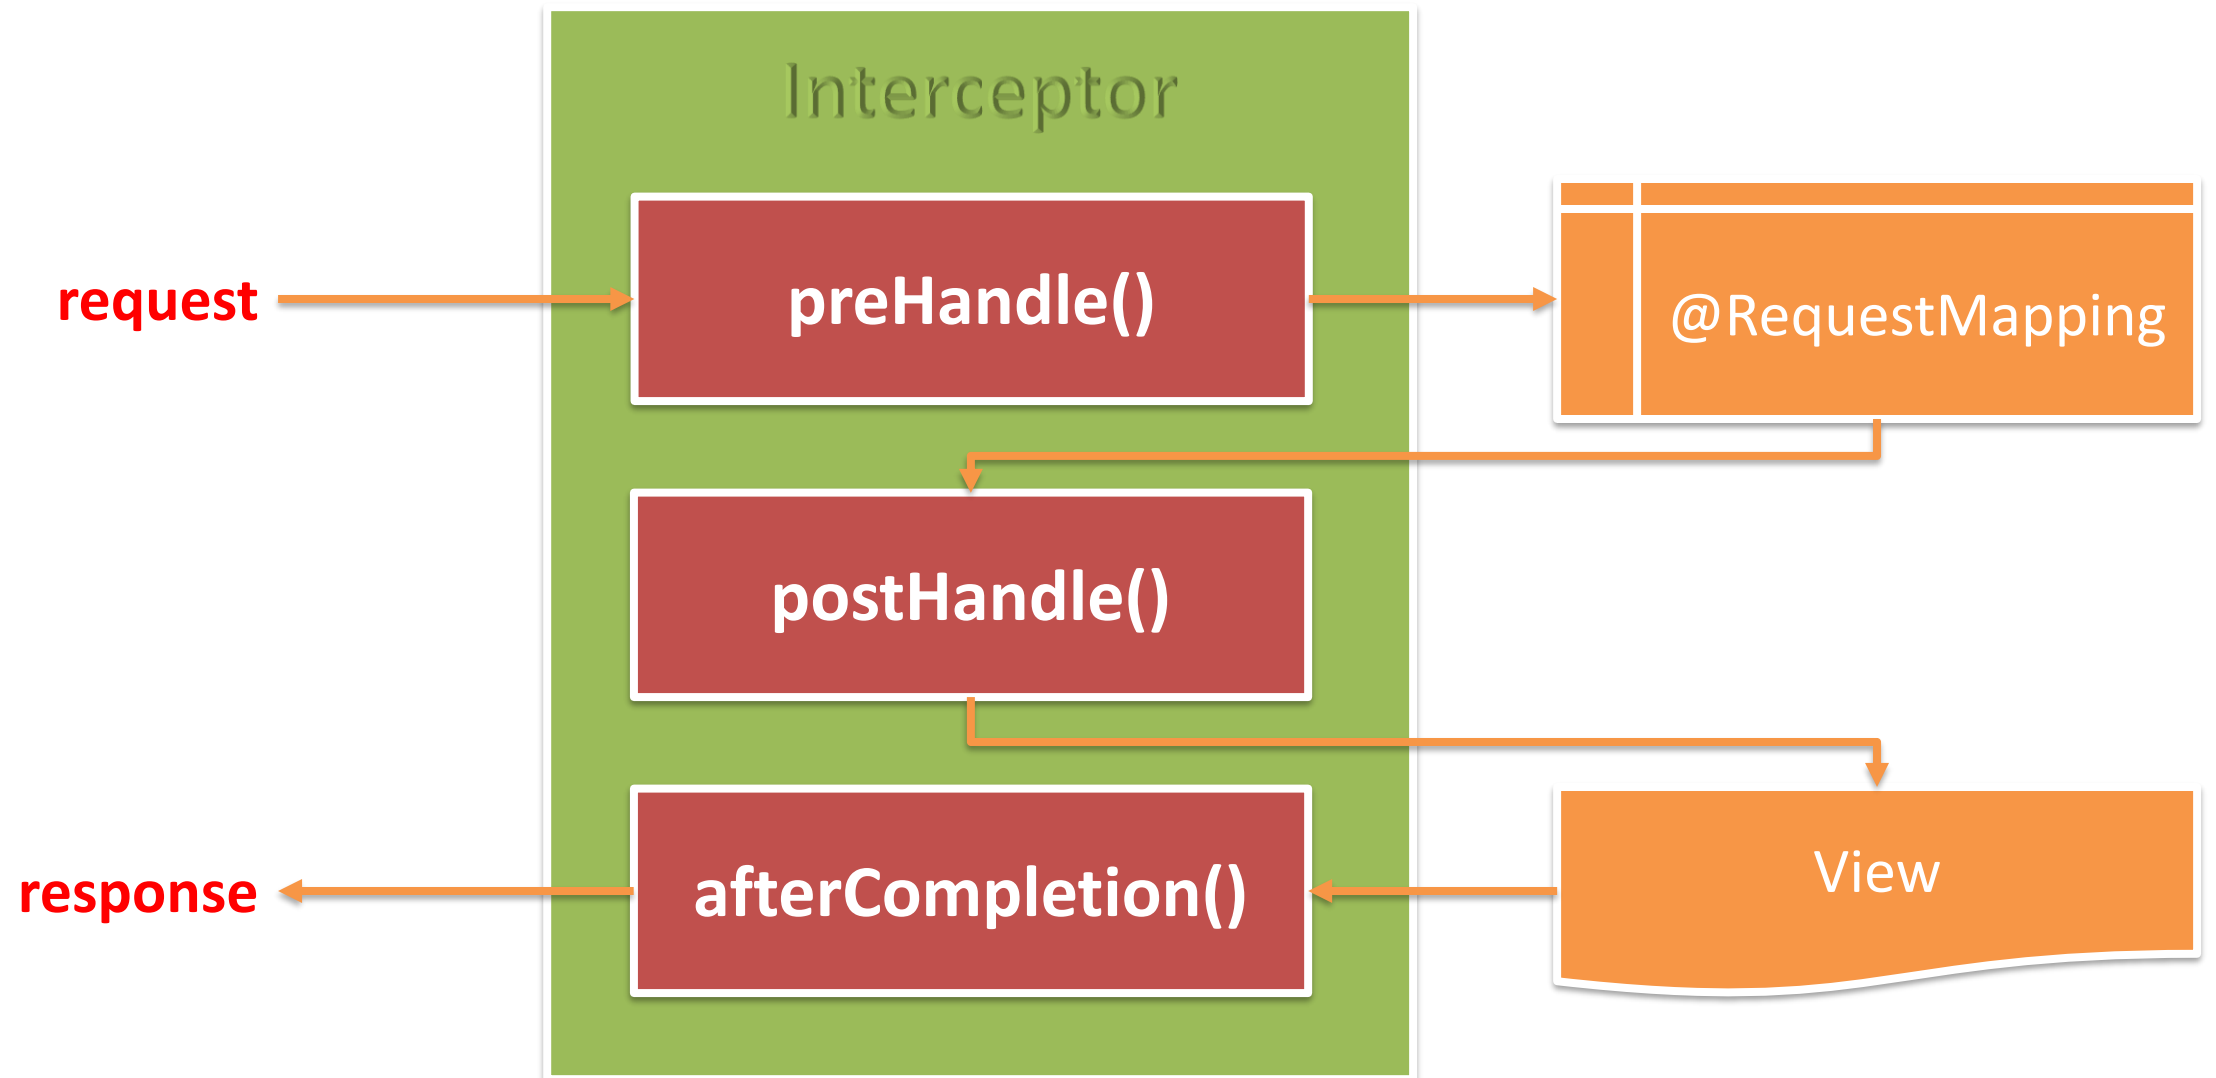 Interceptor
request
preHandle()
@RequestMapping
postHandle()
response
afterCompletion()
View